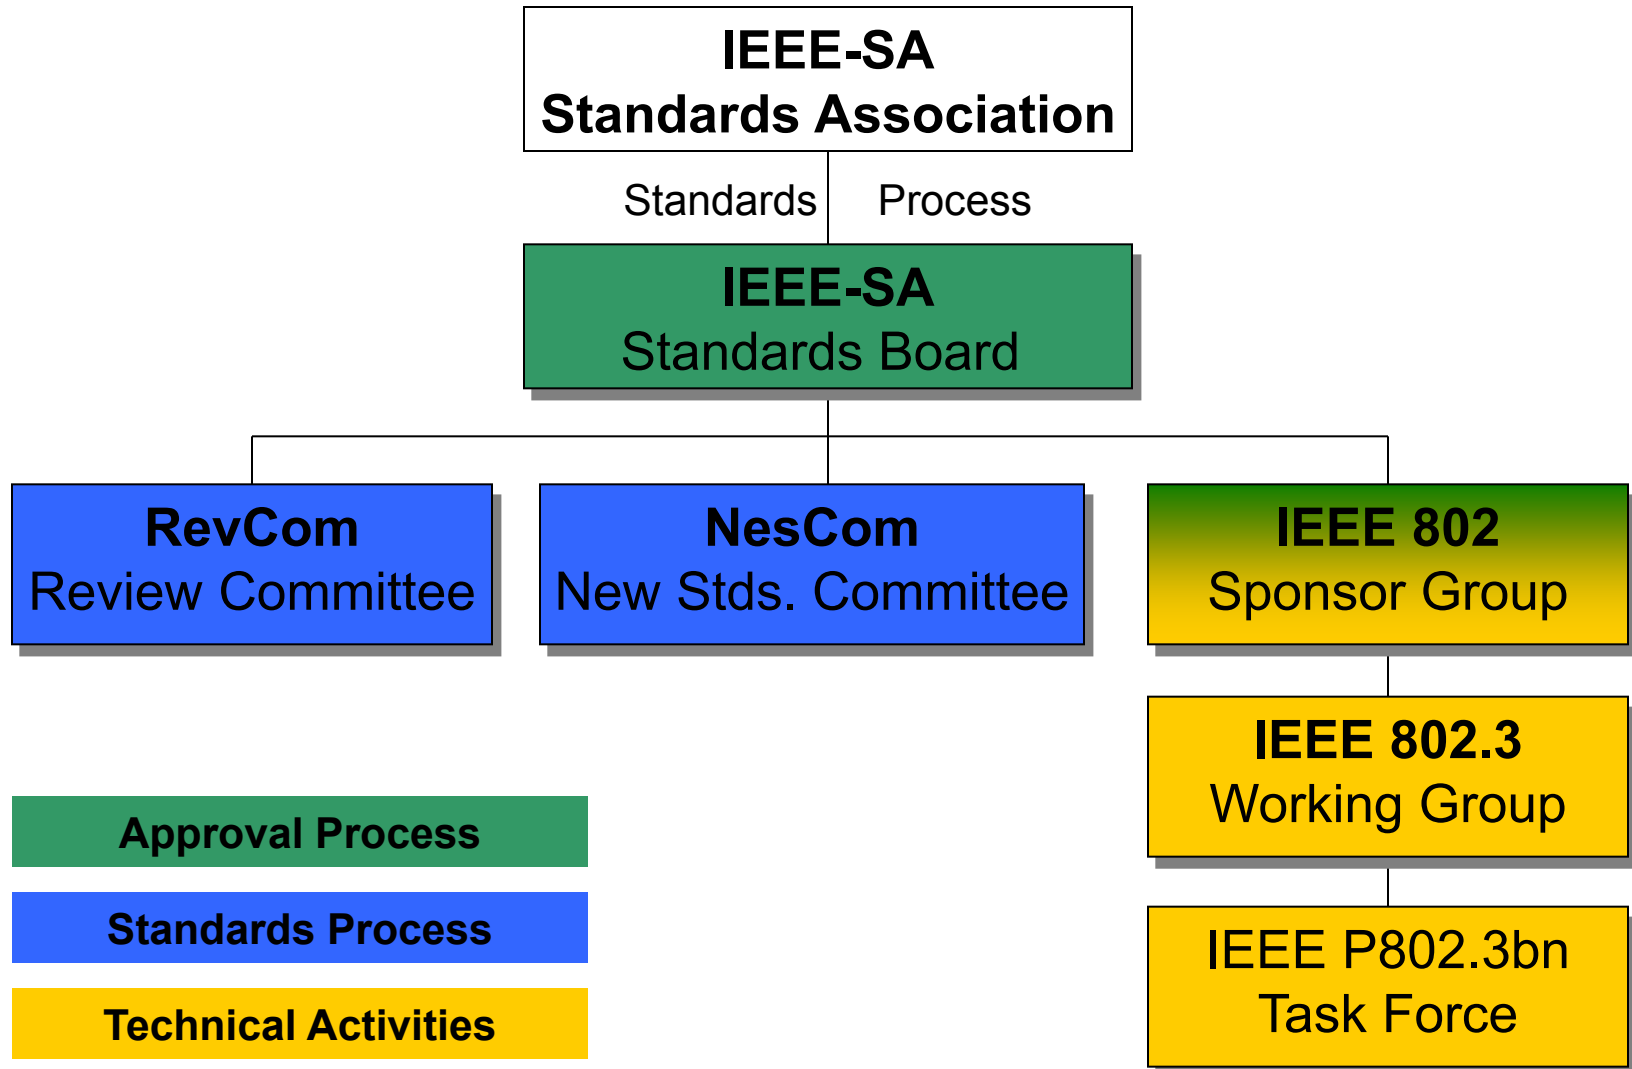 IEEE-SA
Standards Association
Standards Process
IEEE-SA
Standards Board
RevCom
Review Committee
NesCom
New Stds. Committee
IEEE 802
Sponsor Group
IEEE 802.3
Working Group
IEEE P802.3bn
Task Force
Approval Process
Standards Process
Technical Activities